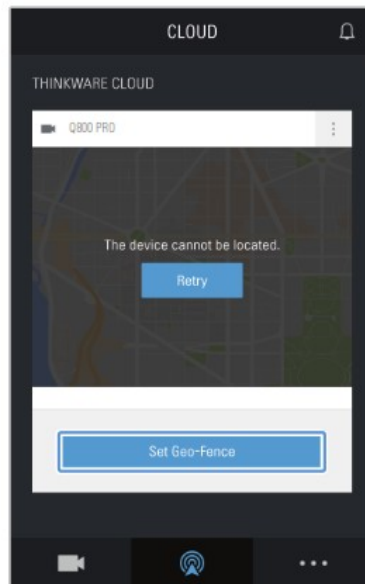 CLOUD
THINKWARE CLOUD
Q800 PRO
The device cannot be located.
Retry
Set Geo-Fence